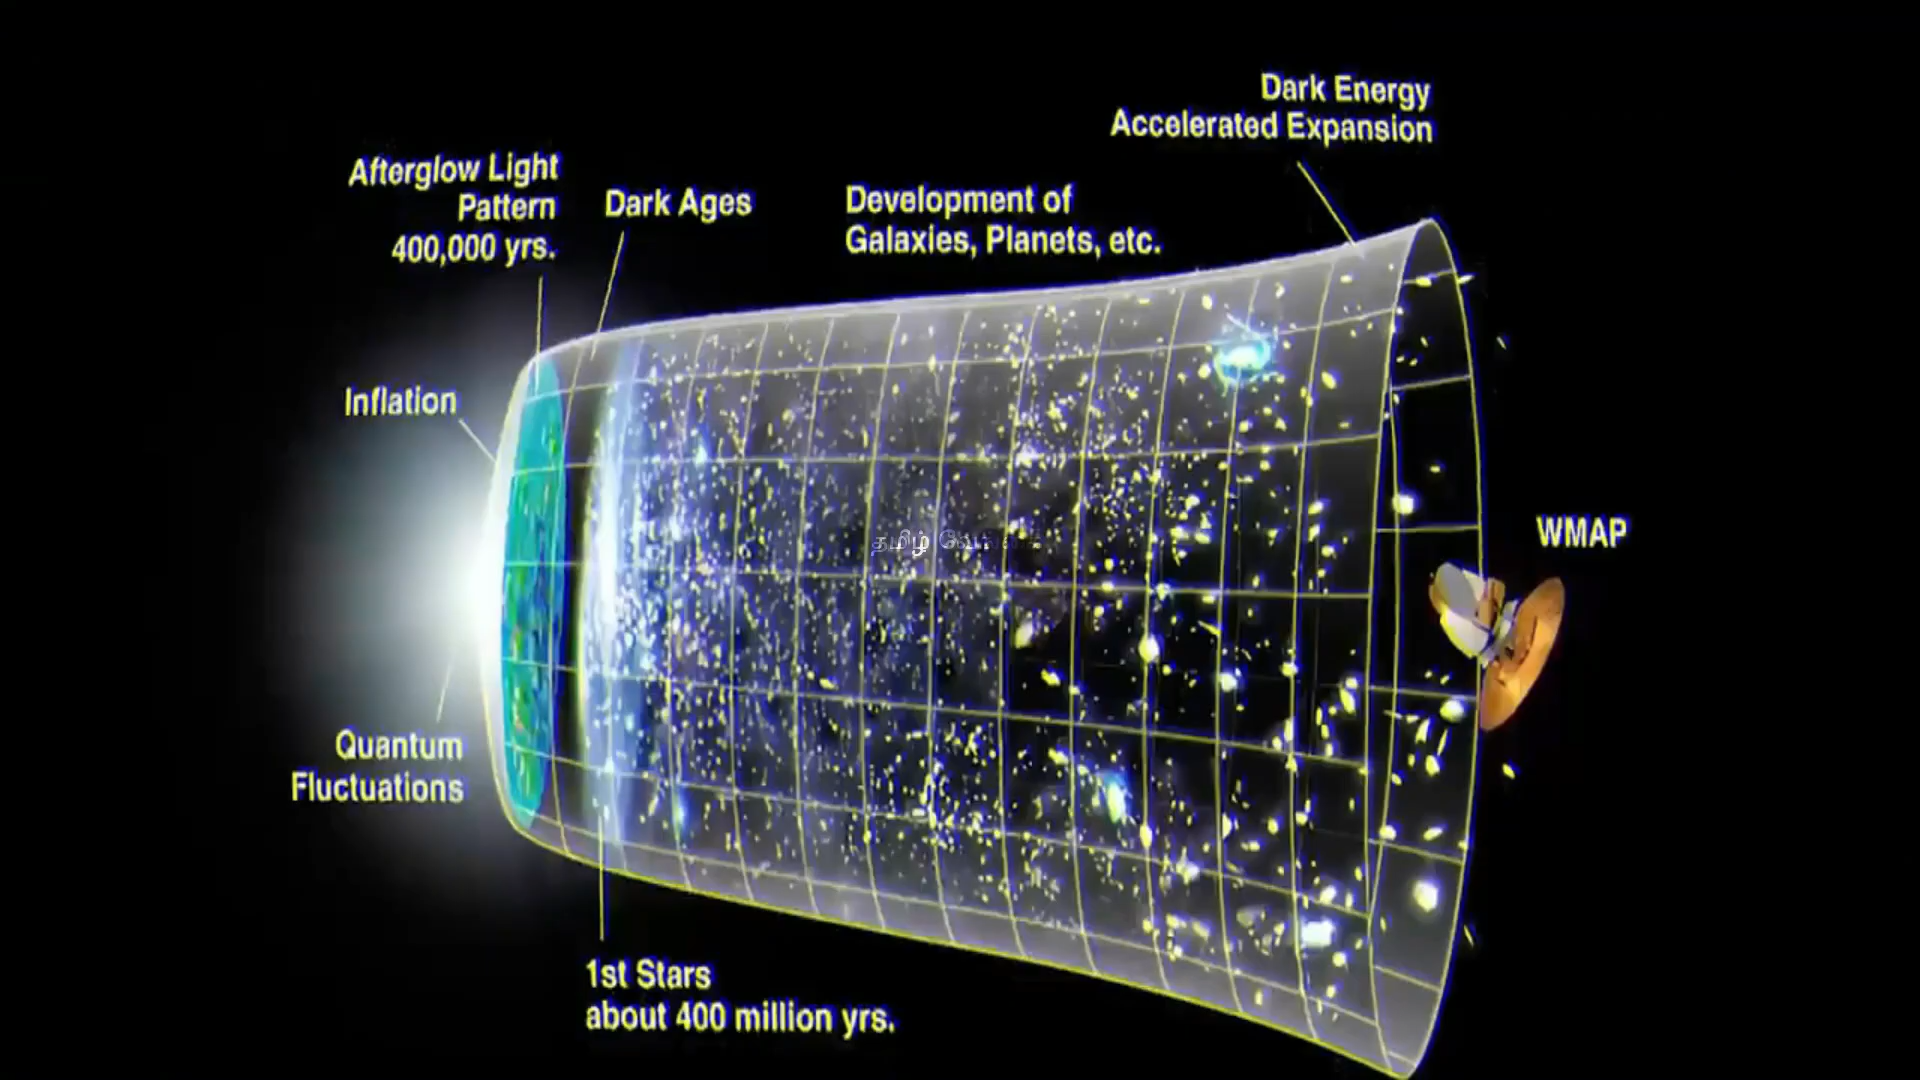 Dark Energy
Accelerated Expansion
Afterglow Light
Pattern
400,000 yrs.
Dark Ages
Development of
Galaxies, Planets, etc.
Inflation
தமிழ்
WMAP
Quantum
Fluctuations
1st Stars
about 400 million yrs.